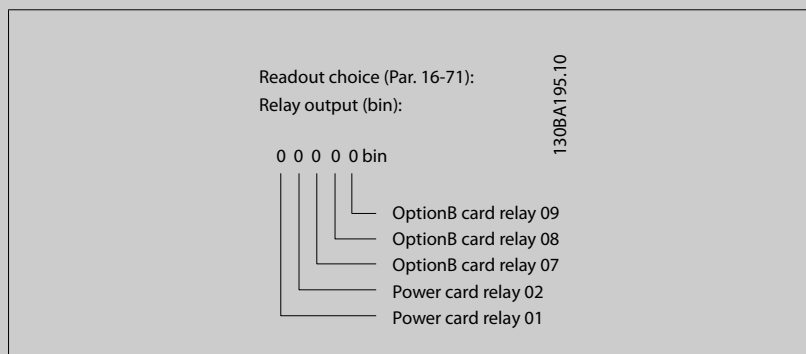 Readout choice (Par. 16-71):
Relay output (bin):
130BA195.10
0 0 0 0 0 bin
OptionB card relay 09
OptionB card relay 08
OptionB card relay 07
Power card relay 02
Power card relay 01